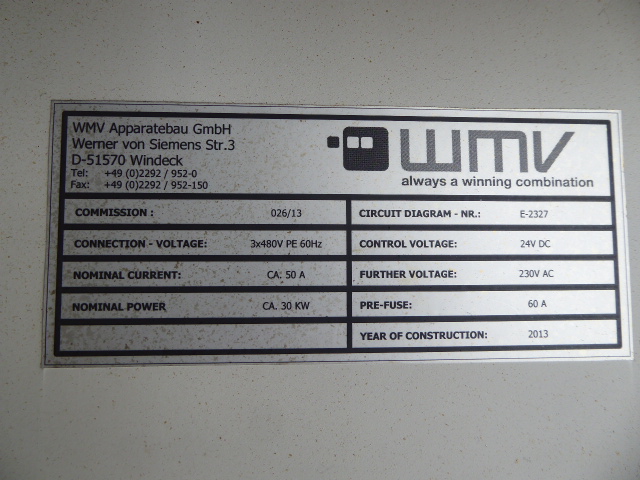 WMV Apparatebau GmbH
Werner von Siemens Str.3
D-51570 Windeck
Tel: +49 (0)2292 / 952-0
Fax: +49 (0)2292 / 952-150
wmv
always a winning combination
COMMISSION : 026/13
CONNECTION - VOLTAGE: 3x480V PE 60Hz
NOMINAL CURRENT: CA. 50 A
NOMINAL POWER CA. 30 KW
CIRCUIT DIAGRAM - NR.: E-2327
CONTROL VOLTAGE: 24V DC
FURTHER VOLTAGE: 230V AC
PRE-FUSE: 60 A
YEAR OF CONSTRUCTION: 2013